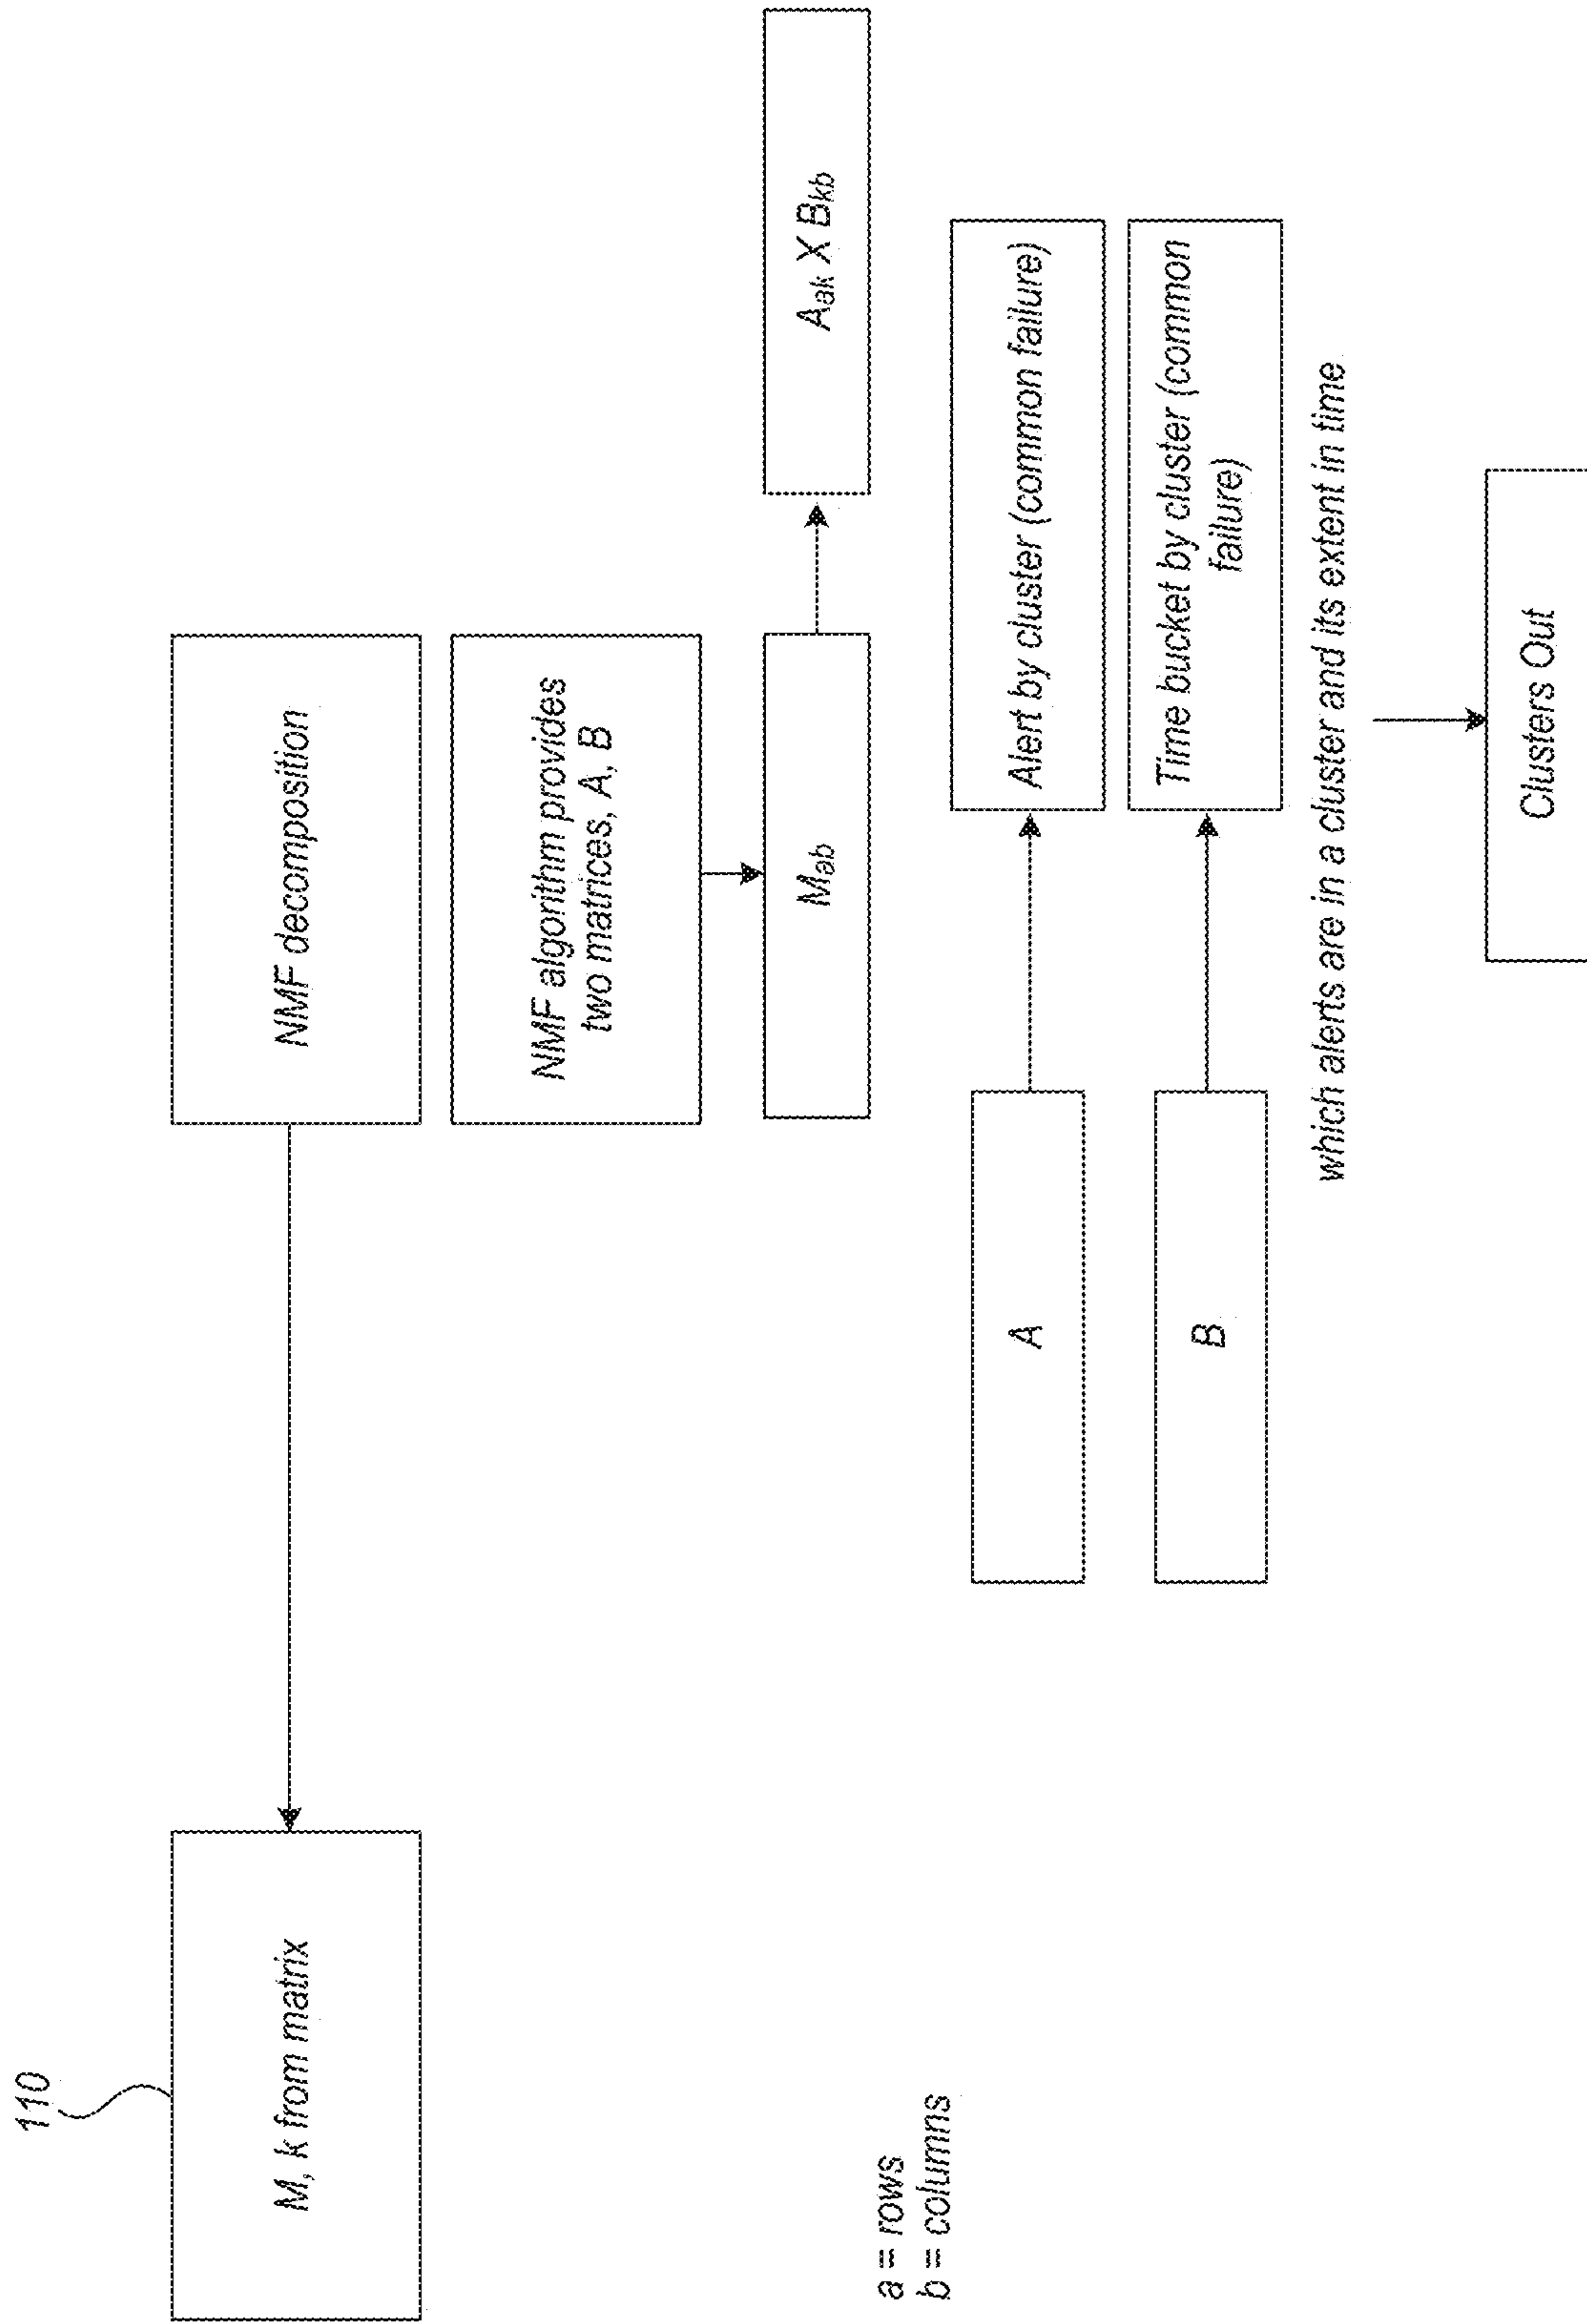 110
M, k from matrix
NMF decomposition
NMF algorithm provides
two matrices, A, B
a = rows
b = columns
Mab
Aak X Bkb
A
Alert by cluster (common failure)
B
Time bucket by cluster (common
failure)
which alerts are in a cluster and its extent in time
Clusters Out